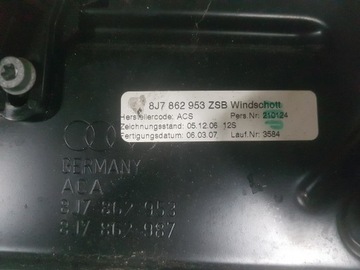 8J7 862 953 ZSB Windschott
Herstellercode: ACS Pers.Nr: 210124
Zeichnungsstand: 05.12.06 12S
Fertigungsdatum: 06.03.07 Lauf.Nr: 3584
GERMANY
ACA
8J7 862 953
8J7 862 987